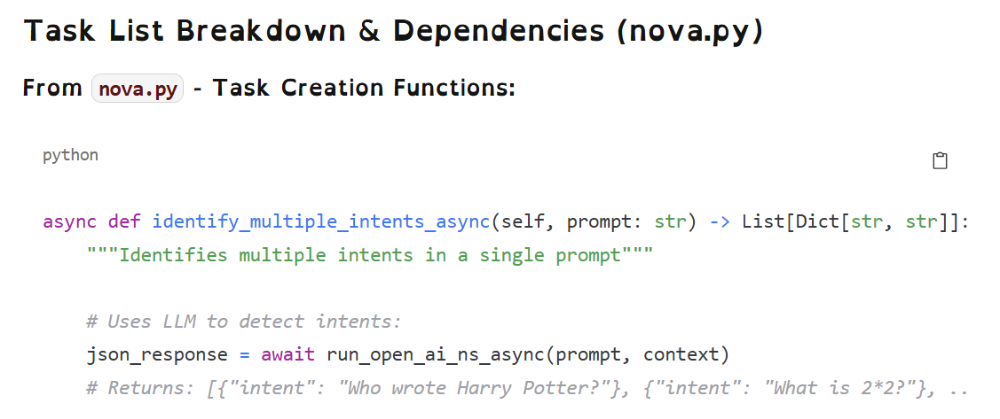 Task List Breakdown & Dependencies (nova.py)
From nova.py - Task Creation Functions:
python
async def identify_multiple_intents_async(self, prompt: str) -> List[Dict[str, str]]:
    """Identifies multiple intents in a single prompt"""
    # Uses LLM to detect intents:
    json_response = await run_open_ai_ns_async(prompt, context)
    # Returns: [{"intent": "Who wrote Harry Potter?"}, {"intent": "What is 2*2?"}, ..